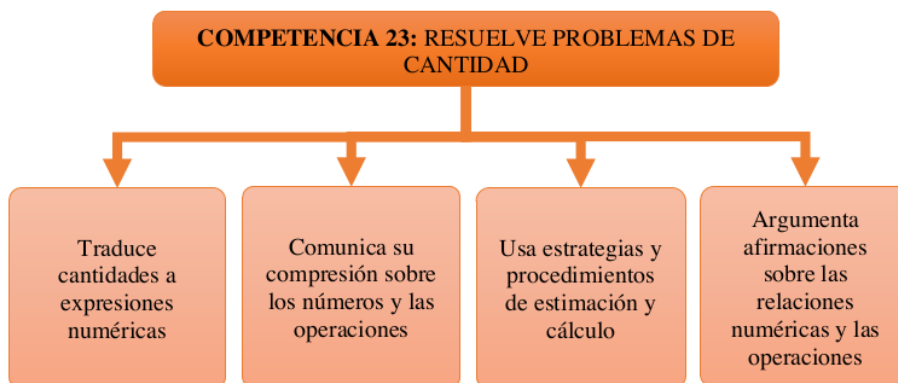 COMPETENCIA 23: RESUELVE PROBLEMAS DE
CANTIDAD
Traduce
cantidades a
expresiones
numéricas
Comunica su
compresión sobre
los números y las
operaciones
Usa estrategias y
procedimientos
de estimación y
cálculo
Argumenta
afirmaciones
sobre las
relaciones
numéricas y las
operaciones